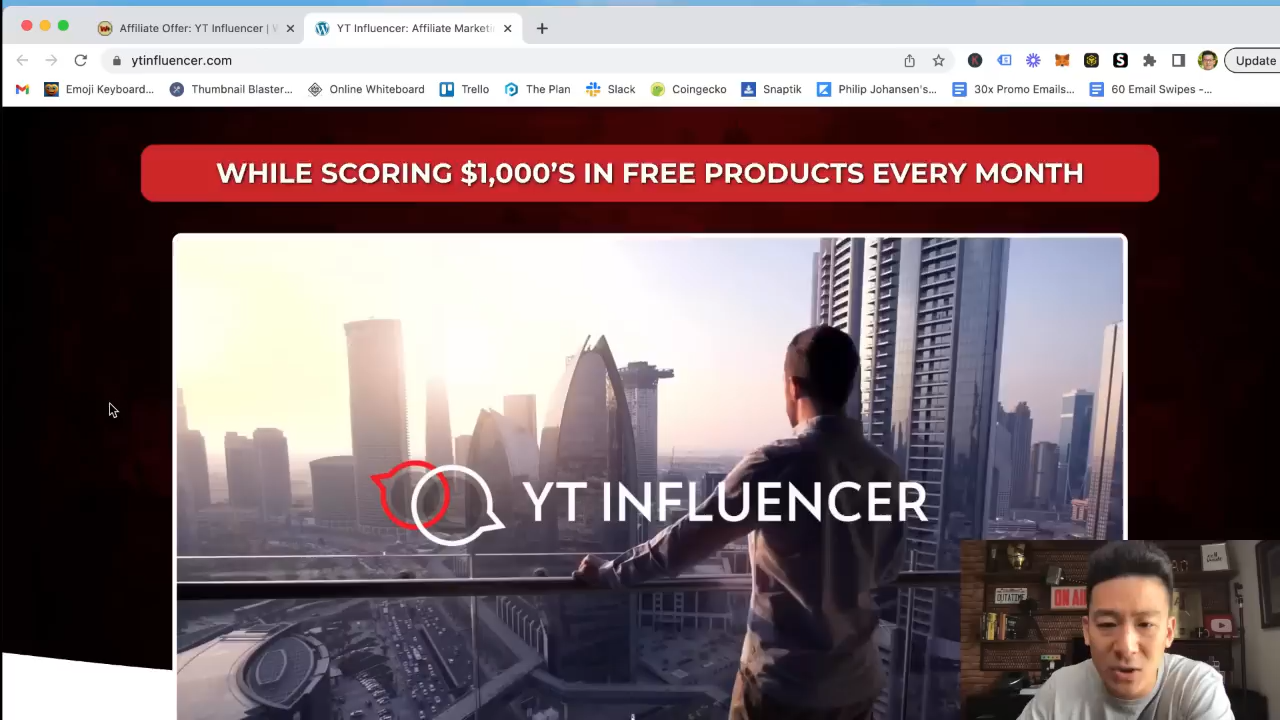 Affiliate Offer: YT Influencer | W
YT Influencer: Affiliate Marketi
ytinfluencer.com
Update
Emoji Keyboard...
Thumbnail Blaster...
Online Whiteboard
Trello
The Plan
Slack
Coingecko
Snaptik
Philip Johansen's...
30x Promo Emails...
60 Email Swipes -...
WHILE SCORING $1,000'S IN FREE PRODUCTS EVERY MONTH
YT INFLUENCER
ON A